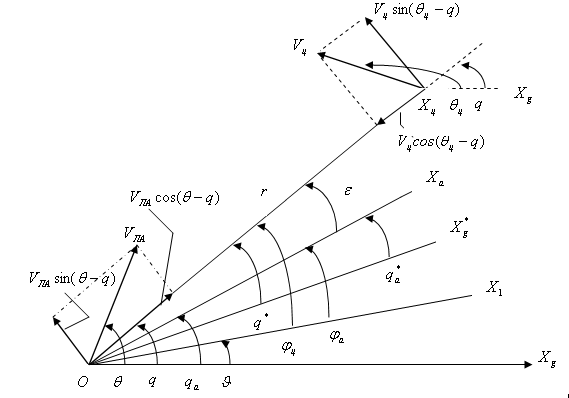 V_ц sin(θ_ц − q)
V_ц
X_ц
θ_ц
q
X_g
V_ц cos(θ_ц − q)
V_ЛА cos(θ − q)
r
ε
X_a
V_ЛА
X_g*
V_ЛА sin(θ − q)
q_a*
X_1
q*
φ_ц
φ_a
O
θ
q
q_a
ϑ
X_g